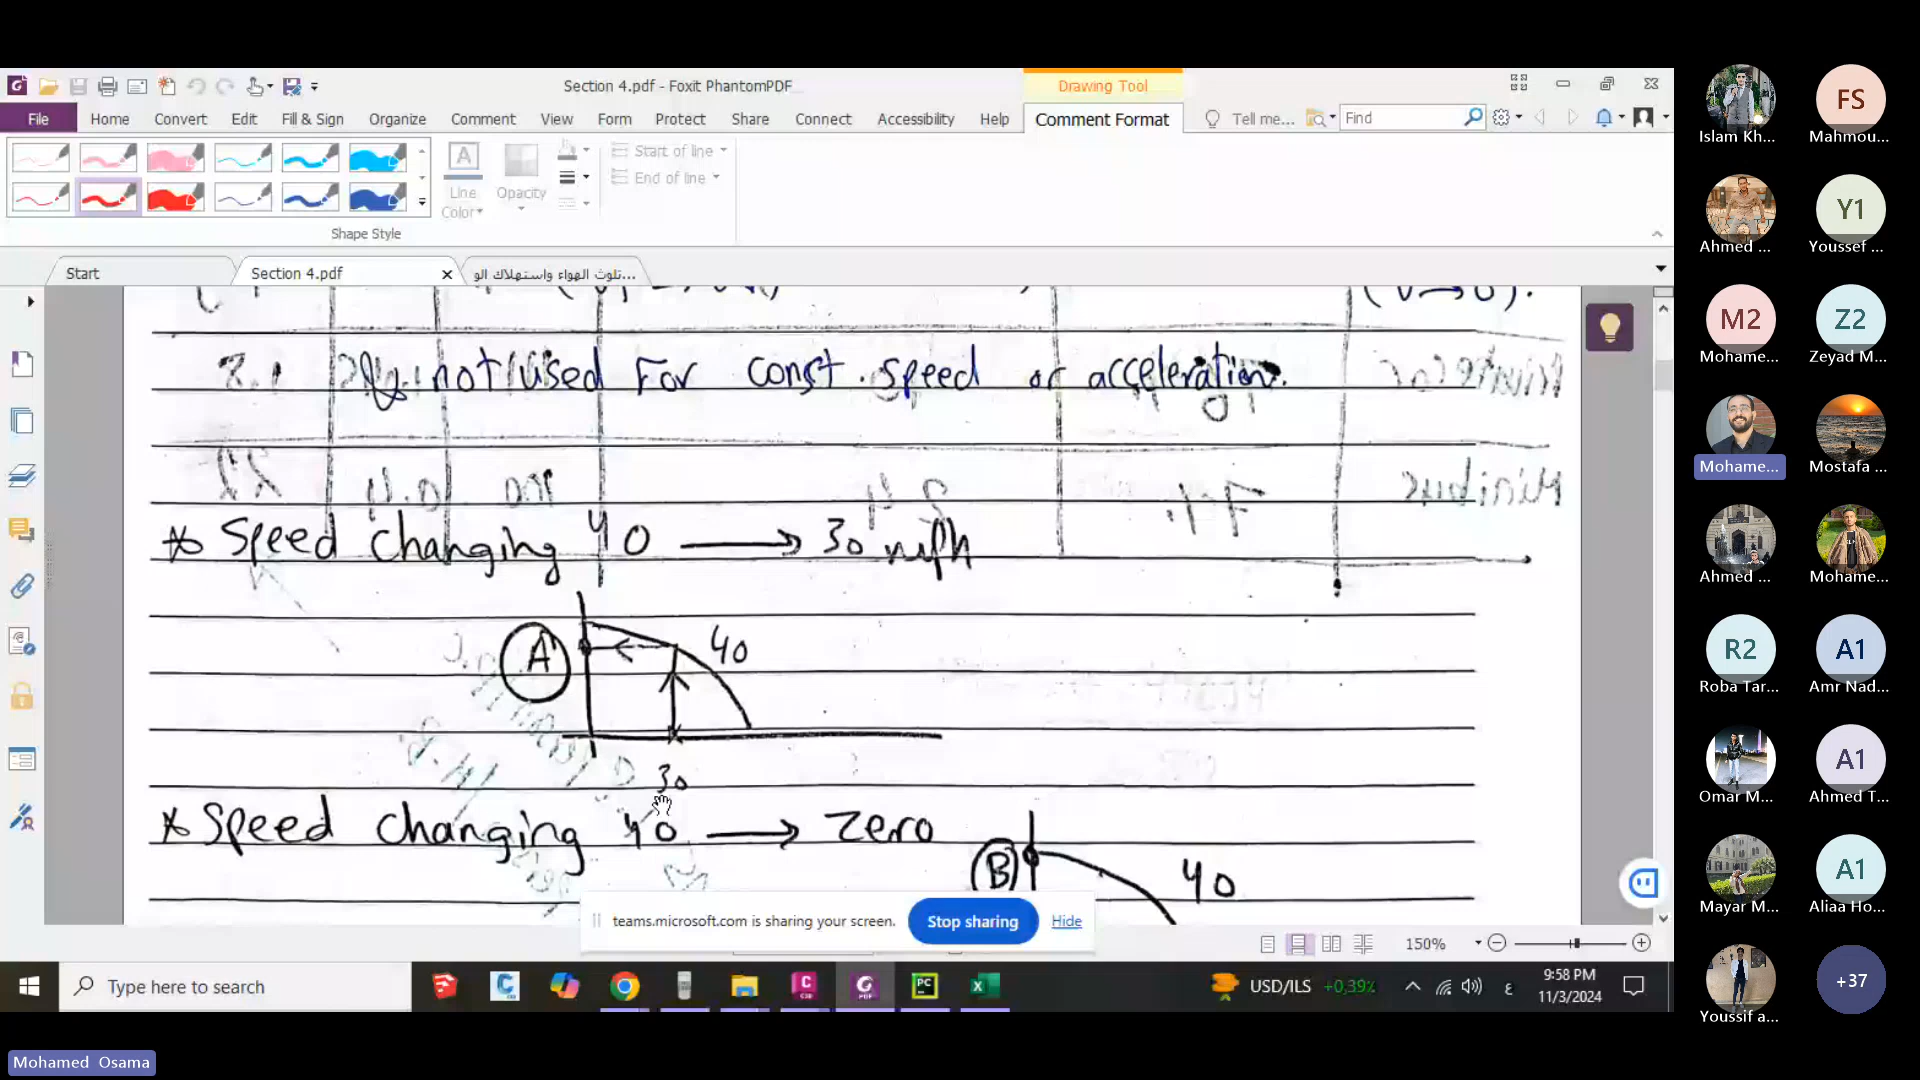 Section 4.pdf - Foxit PhantomPDF
Drawing Tool
File Home Convert Edit Fill & Sign Organize Comment View Form Protect Share Connect Accessibility Help Comment Format Tell me... Find
Line Color
Opacity
Start of line
End of line
Shape Style
Start
Section 4.pdf
تلوث الهواء واستهلاك الو...
not used For const. speed or acceleration.
* Speed changing 40 → 30 mph
A
40
30
* Speed changing 40 → zero
B
40
teams.microsoft.com is sharing your screen. Stop sharing Hide
150%
Type here to search
USD/ILS +0,39%
9:58 PM
11/3/2024
Mohamed Osama
Islam Kh...
FS
Mahmou...
Ahmed ...
Y1
Youssef ...
M2
Mohame...
Z2
Zeyad M...
Mohame...
Mostafa ...
Ahmed ...
Mohame...
R2
Roba Tar...
A1
Amr Nad...
Omar M...
A1
Ahmed T...
Mayar M...
A1
Aliaa Ho...
Youssif a...
+37